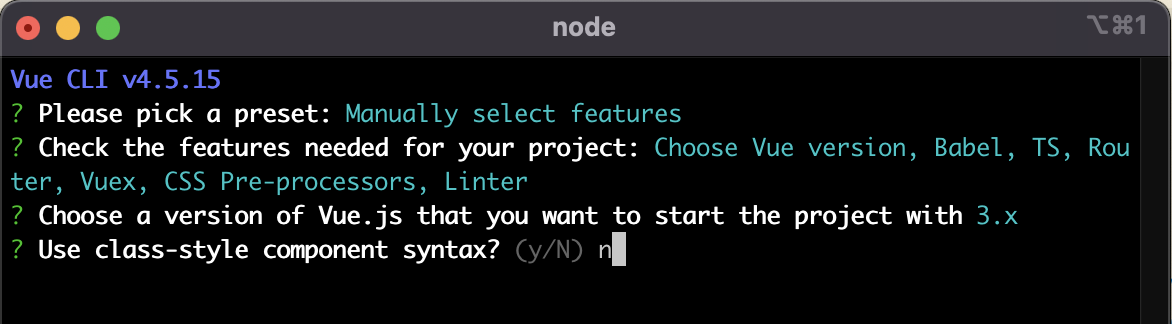 node
⌥⌘1
Vue CLI v4.5.15
? Please pick a preset: Manually select features
? Check the features needed for your project: Choose Vue version, Babel, TS, Rou
ter, Vuex, CSS Pre-processors, Linter
? Choose a version of Vue.js that you want to start the project with 3.x
? Use class-style component syntax? (y/N) n